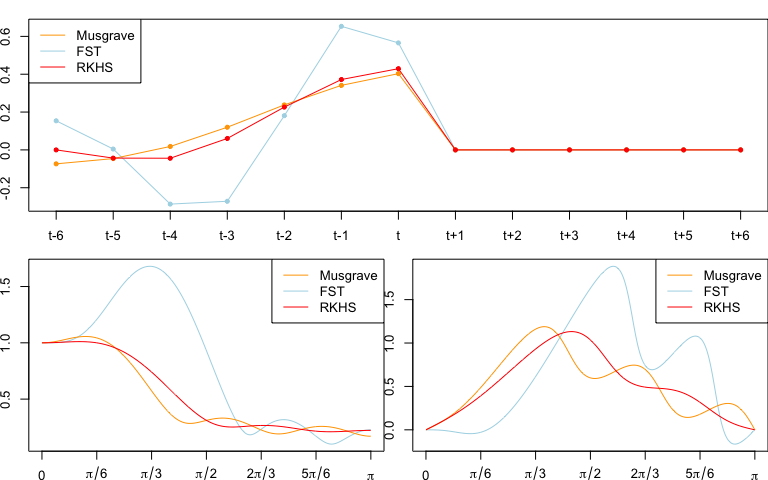 Musgrave
FST
RKHS
0.6
0.4
0.2
0.0
-0.2
t-6 t-5 t-4 t-3 t-2 t-1 t t+1 t+2 t+3 t+4 t+5 t+6
Musgrave
FST
RKHS
1.5
1.0
0.5
0 π/6 π/3 π/2 2π/3 5π/6 π
Musgrave
FST
RKHS
1.5
1.0
0.5
0.0
0 π/6 π/3 π/2 2π/3 5π/6 π